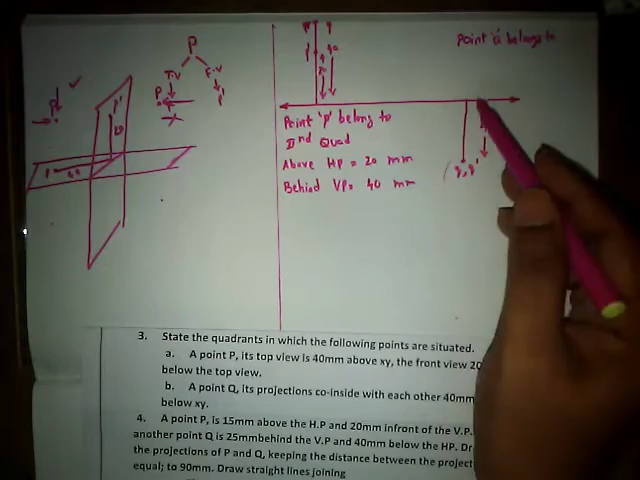 P
T.V F.V
P P'
P'
20
P 40
P
P'
40
Point 'P' belong to
IInd Quad
Above HP = 20 mm
Behind VP = 40 mm
Point 'Q' belongs to
q, q'
3. State the quadrants in which the following points are situated.
a. A point P, its top view is 40mm above xy, the front view 20
below the top view.
b. A point Q, its projections co-inside with each other 40mm
below xy.
4. A point P, is 15mm above the H.P and 20mm infront of the V.P.
another point Q is 25mmbehind the V.P and 40mm below the HP. Dr
the projections of P and Q, keeping the distance between the project
equal; to 90mm. Draw straight lines joining